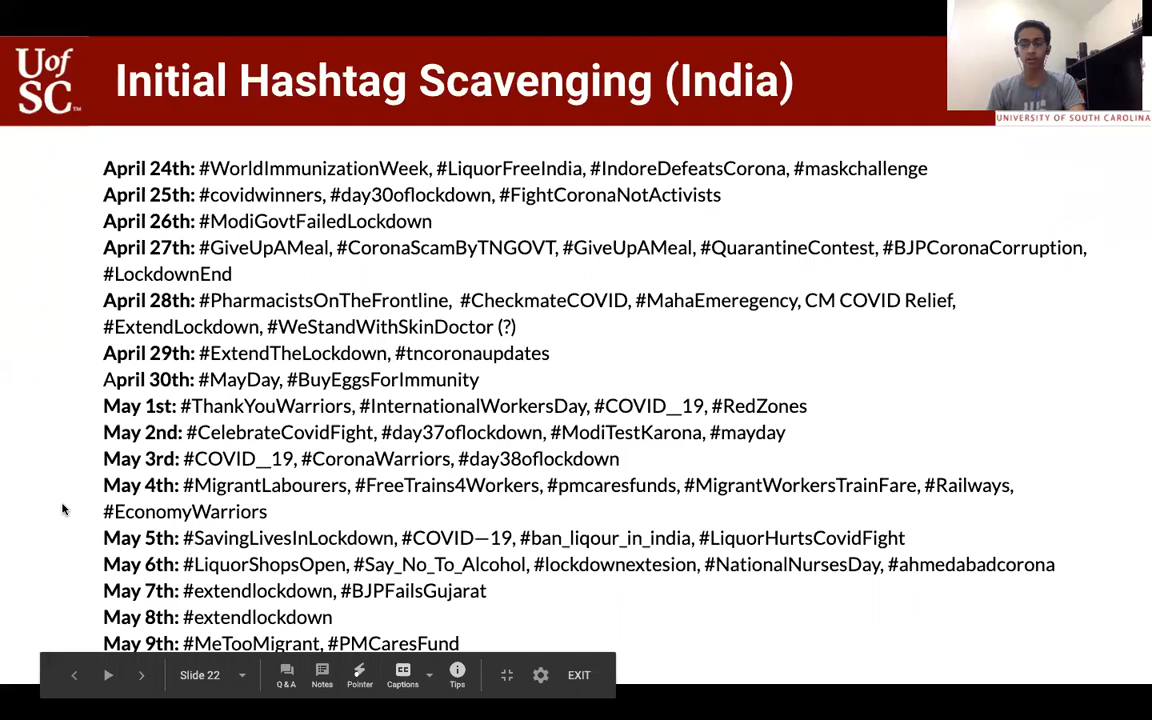 UofSC™
Initial Hashtag Scavenging (India)
UNIVERSITY OF SOUTH CAROLINA
April 24th: #WorldImmunizationWeek, #LiquorFreeIndia, #IndoreDefeatsCorona, #maskchallenge
April 25th: #covidwinners, #day30oflockdown, #FightCoronaNotActivists
April 26th: #ModiGovtFailedLockdown
April 27th: #GiveUpAMeal, #CoronaScamByTNGOVT, #GiveUpAMeal, #QuarantineContest, #BJPCoronaCorruption,
#LockdownEnd
April 28th: #PharmacistsOnTheFrontline, #CheckmateCOVID, #MahaEmeregency, CM COVID Relief,
#ExtendLockdown, #WeStandWithSkinDoctor (?)
April 29th: #ExtendTheLockdown, #tncoronaupdates
April 30th: #MayDay, #BuyEggsForImmunity
May 1st: #ThankYouWarriors, #InternationalWorkersDay, #COVID__19, #RedZones
May 2nd: #CelebrateCovidFight, #day37oflockdown, #ModiTestKarona, #mayday
May 3rd: #COVID__19, #CoronaWarriors, #day38oflockdown
May 4th: #MigrantLabourers, #FreeTrains4Workers, #pmcaresfunds, #MigrantWorkersTrainFare, #Railways,
#EconomyWarriors
May 5th: #SavingLivesInLockdown, #COVID—19, #ban_liqour_in_india, #LiquorHurtsCovidFight
May 6th: #LiquorShopsOpen, #Say_No_To_Alcohol, #lockdownextesion, #NationalNursesDay, #ahmedabadcorona
May 7th: #extendlockdown, #BJPFailsGujarat
May 8th: #extendlockdown
May 9th: #MeTooMigrant, #PMCaresFund
Slide 22 Q & A Notes Pointer CC Captions Tips EXIT